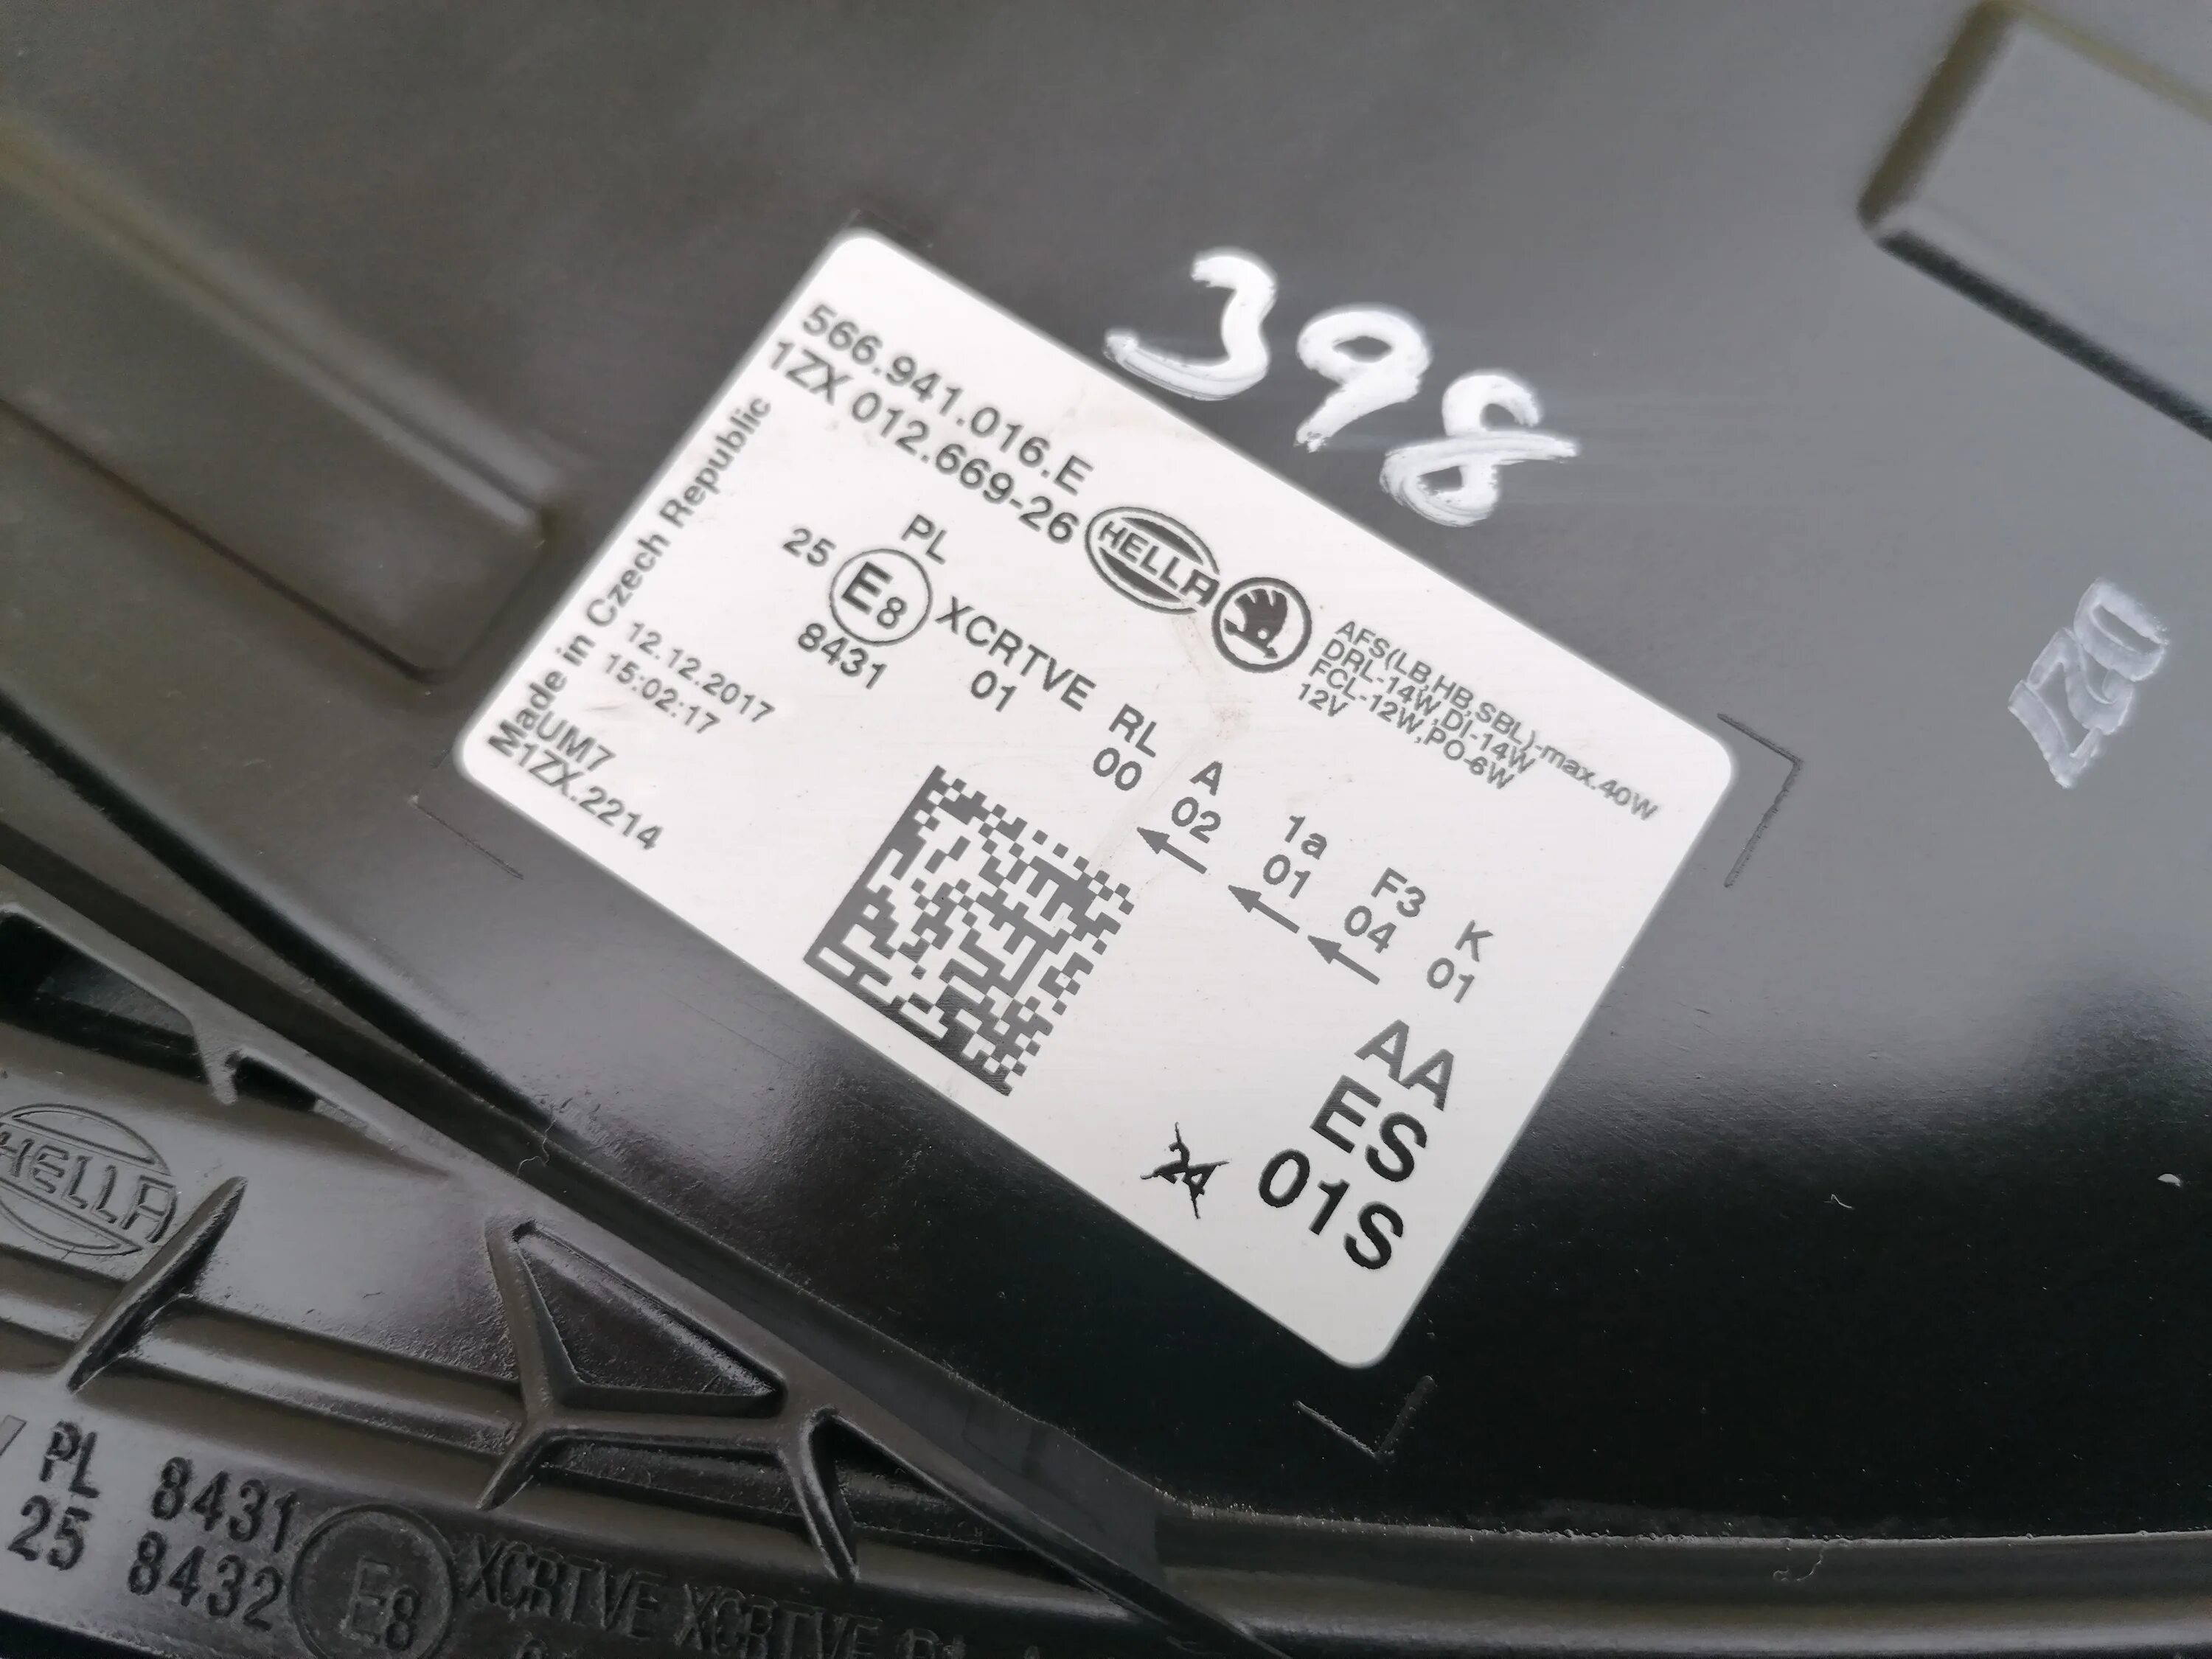 398
566.941.016.E
1ZX 012.669-26
HELLA
AFS(LB,HB,SBL)-max.40W
DRL-14W,DI-14W
FCL-12W,PO-6W
12V
Made in Czech Republic
PL
25 E8 XCRTVE RL A 1a F3 K
8431 01 00 02 01 04 01
12.12.2017
15:02:17
aUM7
Z1ZX.2214
AA
ES
24 01S
HELLA
PL 8431
25 8432 E8 XCRTVE XCRTVE RL A